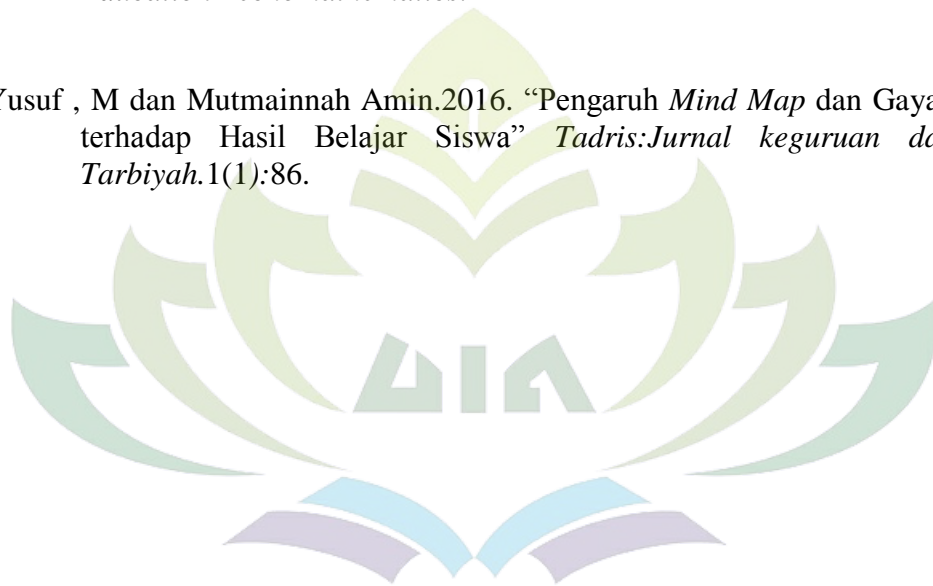 Yusuf , M dan Mutmainnah Amin.2016. “Pengaruh Mind Map dan Gaya
terhadap Hasil Belajar Siswa” Tadris:Jurnal keguruan
Tarbiyah.1(1):86.
UIN